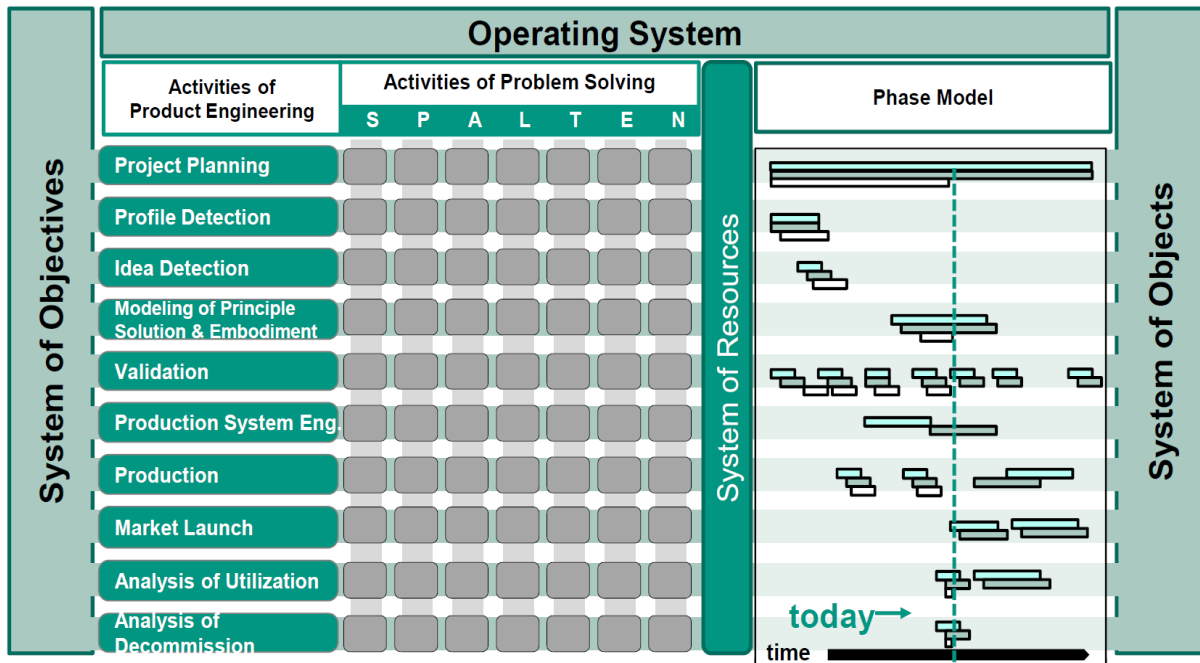 System of Objectives
Operating System
Activities of
Product Engineering
Activities of Problem Solving
S P A L T E N
Project Planning
Profile Detection
Idea Detection
Modeling of Principle
Solution & Embodiment
Validation
Production System Eng.
Production
Market Launch
Analysis of Utilization
Analysis of
Decommission
System of Resources
Phase Model
today
time
System of Objects